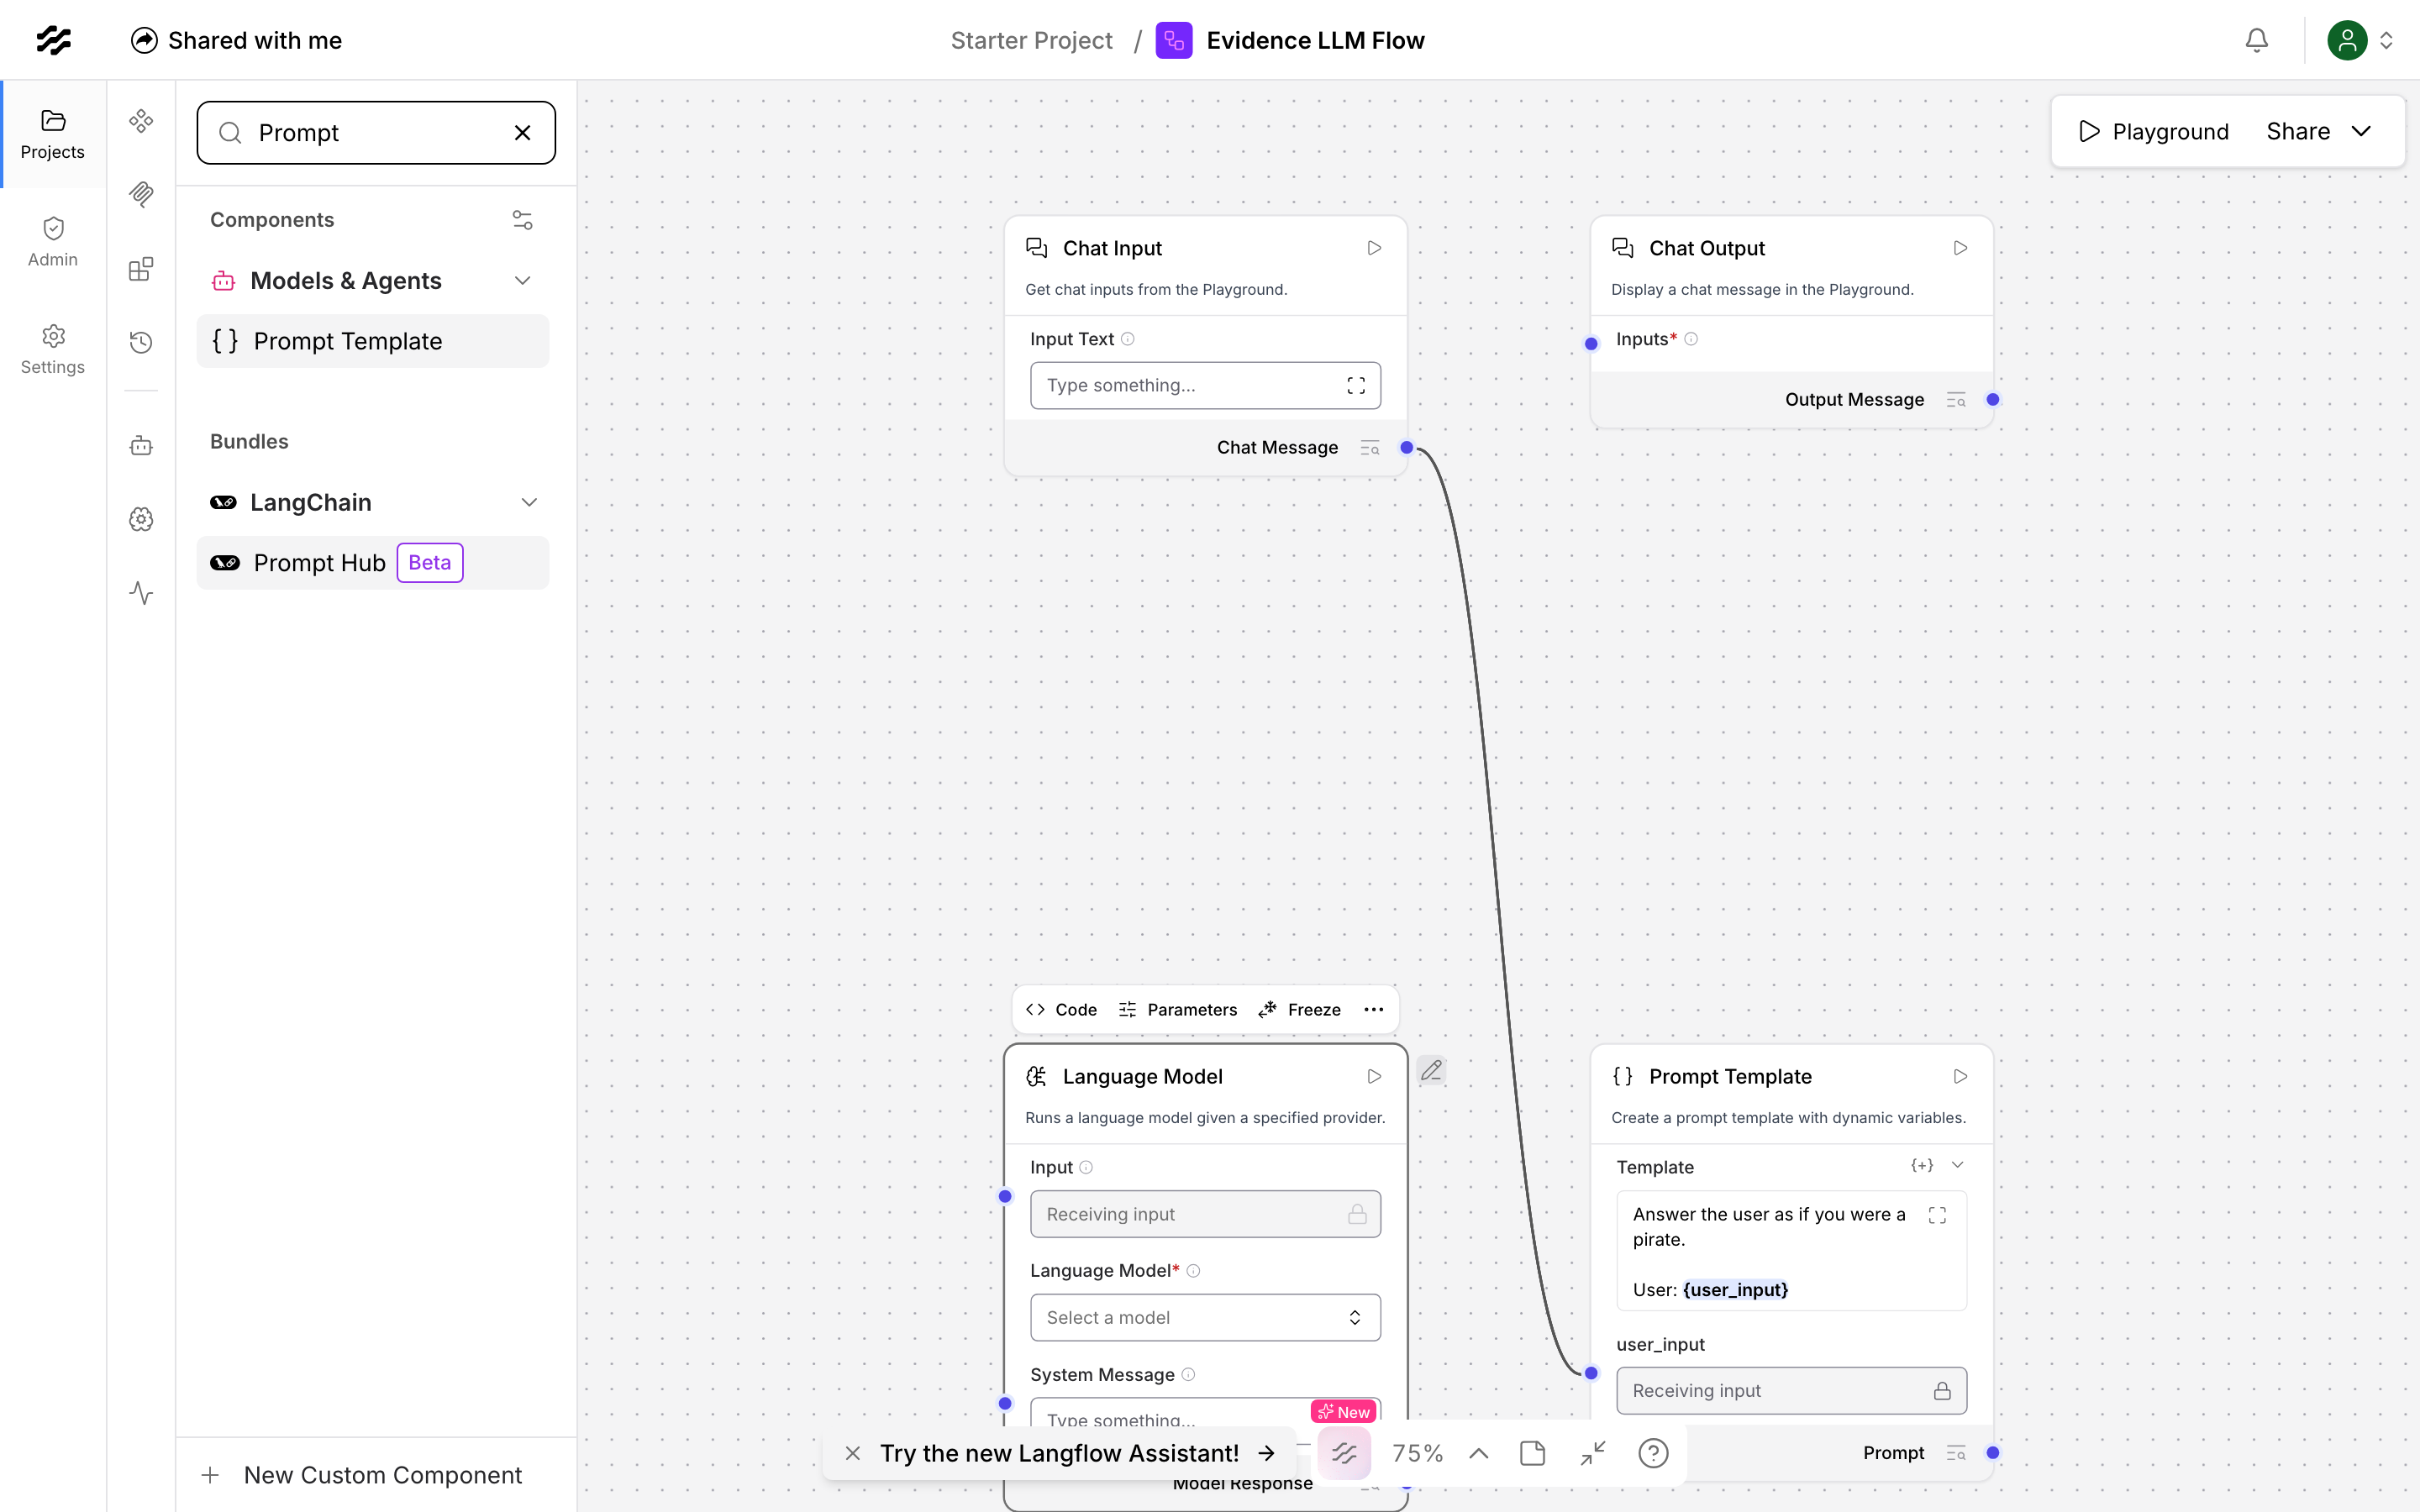 Shared with me
Starter Project / Evidence LLM Flow
Projects
Admin
Settings
Prompt
Components
Models & Agents
Prompt Template
Bundles
LangChain
Prompt Hub Beta
New Custom Component
Playground Share
Chat Input
Get chat inputs from the Playground.
Input Text
Type something...
Chat Message
Chat Output
Display a chat message in the Playground.
Inputs*
Output Message
Code Parameters Freeze
Language Model
Runs a language model given a specified provider.
Input
Receiving input
Language Model*
Select a model
System Message
Type something...
Model Response
Prompt Template
Create a prompt template with dynamic variables.
Template {+}
Answer the user as if you were a
pirate.
User: {user_input}
user_input
Receiving input
Prompt
New
Try the new Langflow Assistant!
75%